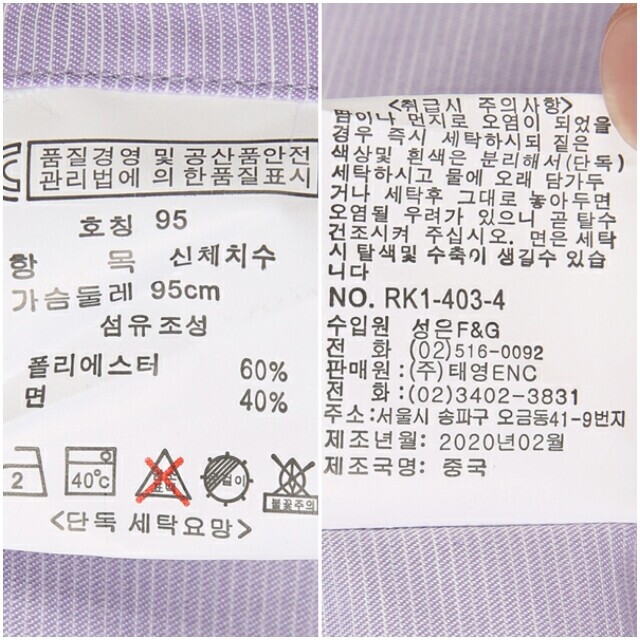 품질경영 및 공산품안전
관리법에 의한품질표시
호칭 95
항 목 신체치수
가슴둘레 95cm
섬유조성
폴리에스터 60%
면 40%
2
40℃
염소
표백
옷걸이
불꽃주의
<단독 세탁요망>
<취급시 주의사항>
땀이나 먼지로 오염이 되었을
경우 즉시 세탁하시되 짙은
색상및 흰색은 분리해서(단독)
세탁하시고 물에 오래 담가두
거나 세탁후 그대로 놓아두면
오염될 우려가 있으니 곧 탈수
건조시켜 주십시오. 면은 세탁
시 탈색및 수축이 생길수 있습
니다
NO. RK1-403-4
수입원 성은F&G
전 화 (02)516-0092
판매원:(주)태영ENC
전 화:(02)3402-3831
주소:서울시 송파구 오금동41-9번지
제조년월: 2020년02월
제조국명: 중국